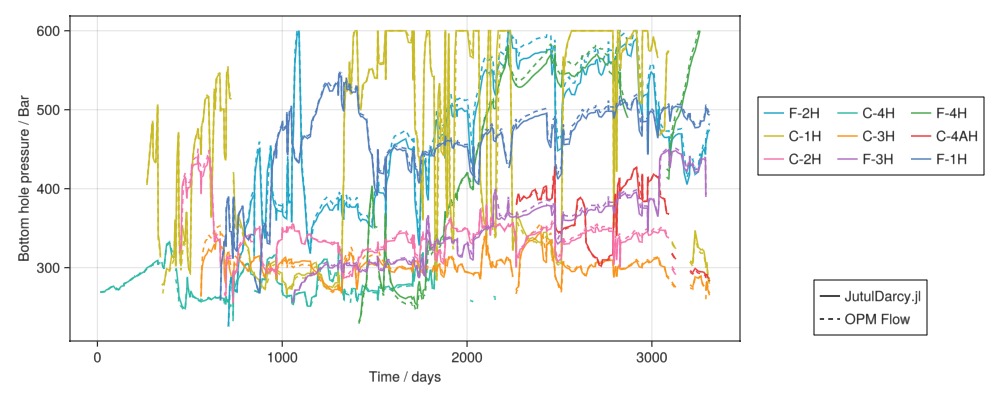 600
500
400
300
Bottom hole pressure / Bar
0 1000 2000 3000
Time / days
F-2H C-4H F-4H
C-1H C-3H C-4AH
C-2H F-3H F-1H
JutulDarcy.jl
OPM Flow